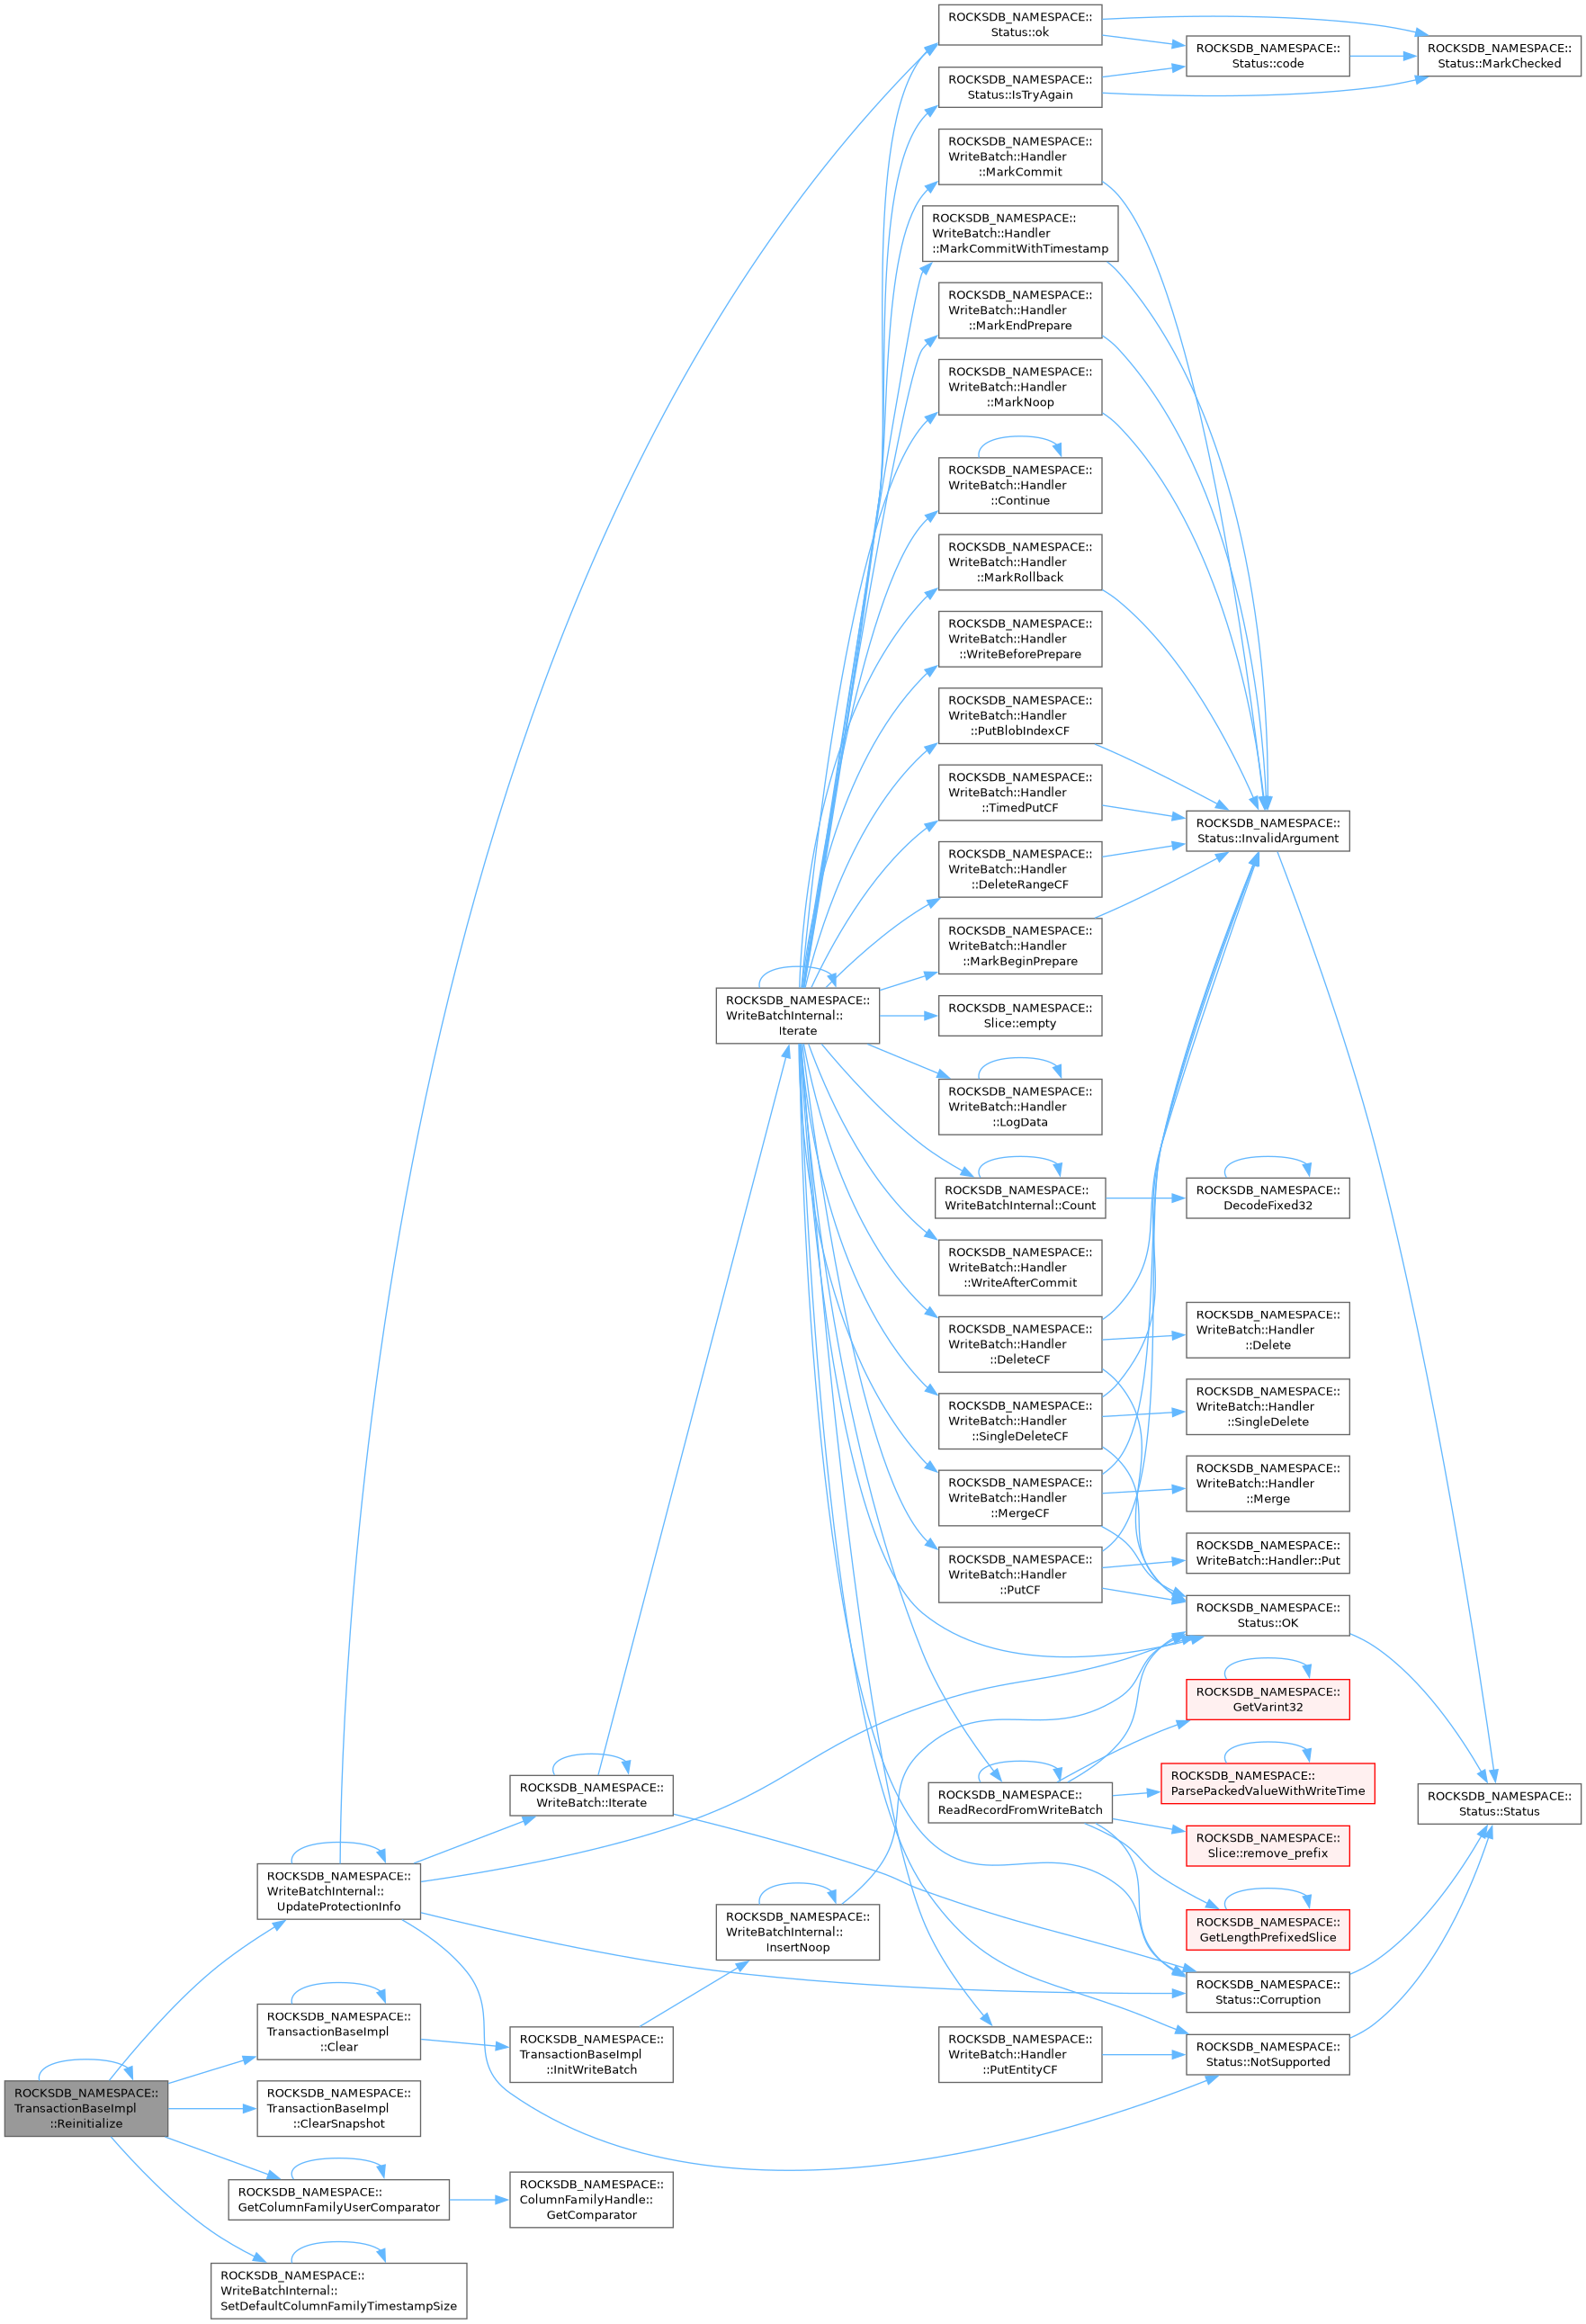 ROCKSDB_NAMESPACE::
Status::ok
ROCKSDB_NAMESPACE::
Status::code
ROCKSDB_NAMESPACE::
Status::MarkChecked
ROCKSDB_NAMESPACE::
Status::IsTryAgain
ROCKSDB_NAMESPACE::
WriteBatch::Handler
::MarkCommit
ROCKSDB_NAMESPACE::
WriteBatch::Handler
::MarkCommitWithTimestamp
ROCKSDB_NAMESPACE::
WriteBatch::Handler
::MarkEndPrepare
ROCKSDB_NAMESPACE::
WriteBatch::Handler
::MarkNoop
ROCKSDB_NAMESPACE::
WriteBatch::Handler
::Continue
ROCKSDB_NAMESPACE::
WriteBatch::Handler
::MarkRollback
ROCKSDB_NAMESPACE::
WriteBatch::Handler
::WriteBeforePrepare
ROCKSDB_NAMESPACE::
WriteBatch::Handler
::PutBlobIndexCF
ROCKSDB_NAMESPACE::
WriteBatch::Handler
::TimedPutCF
ROCKSDB_NAMESPACE::
Status::InvalidArgument
ROCKSDB_NAMESPACE::
WriteBatch::Handler
::DeleteRangeCF
ROCKSDB_NAMESPACE::
WriteBatch::Handler
::MarkBeginPrepare
ROCKSDB_NAMESPACE::
WriteBatchInternal::
Iterate
ROCKSDB_NAMESPACE::
Slice::empty
ROCKSDB_NAMESPACE::
WriteBatch::Handler
::LogData
ROCKSDB_NAMESPACE::
WriteBatchInternal::Count
ROCKSDB_NAMESPACE::
DecodeFixed32
ROCKSDB_NAMESPACE::
WriteBatch::Handler
::WriteAfterCommit
ROCKSDB_NAMESPACE::
WriteBatch::Handler
::DeleteCF
ROCKSDB_NAMESPACE::
WriteBatch::Handler
::Delete
ROCKSDB_NAMESPACE::
WriteBatch::Handler
::SingleDeleteCF
ROCKSDB_NAMESPACE::
WriteBatch::Handler
::SingleDelete
ROCKSDB_NAMESPACE::
WriteBatch::Handler
::MergeCF
ROCKSDB_NAMESPACE::
WriteBatch::Handler
::Merge
ROCKSDB_NAMESPACE::
WriteBatch::Handler
::PutCF
ROCKSDB_NAMESPACE::
WriteBatch::Handler::Put
ROCKSDB_NAMESPACE::
Status::OK
ROCKSDB_NAMESPACE::
GetVarint32
ROCKSDB_NAMESPACE::
WriteBatch::Iterate
ROCKSDB_NAMESPACE::
ReadRecordFromWriteBatch
ROCKSDB_NAMESPACE::
ParsePackedValueWithWriteTime
ROCKSDB_NAMESPACE::
Status::Status
ROCKSDB_NAMESPACE::
Slice::remove_prefix
ROCKSDB_NAMESPACE::
WriteBatchInternal::
UpdateProtectionInfo
ROCKSDB_NAMESPACE::
WriteBatchInternal::
InsertNoop
ROCKSDB_NAMESPACE::
GetLengthPrefixedSlice
ROCKSDB_NAMESPACE::
Status::Corruption
ROCKSDB_NAMESPACE::
TransactionBaseImpl
::Clear
ROCKSDB_NAMESPACE::
TransactionBaseImpl
::InitWriteBatch
ROCKSDB_NAMESPACE::
WriteBatch::Handler
::PutEntityCF
ROCKSDB_NAMESPACE::
Status::NotSupported
ROCKSDB_NAMESPACE::
TransactionBaseImpl
::Reinitialize
ROCKSDB_NAMESPACE::
TransactionBaseImpl
::ClearSnapshot
ROCKSDB_NAMESPACE::
GetColumnFamilyUserComparator
ROCKSDB_NAMESPACE::
ColumnFamilyHandle::
GetComparator
ROCKSDB_NAMESPACE::
WriteBatchInternal::
SetDefaultColumnFamilyTimestampSize